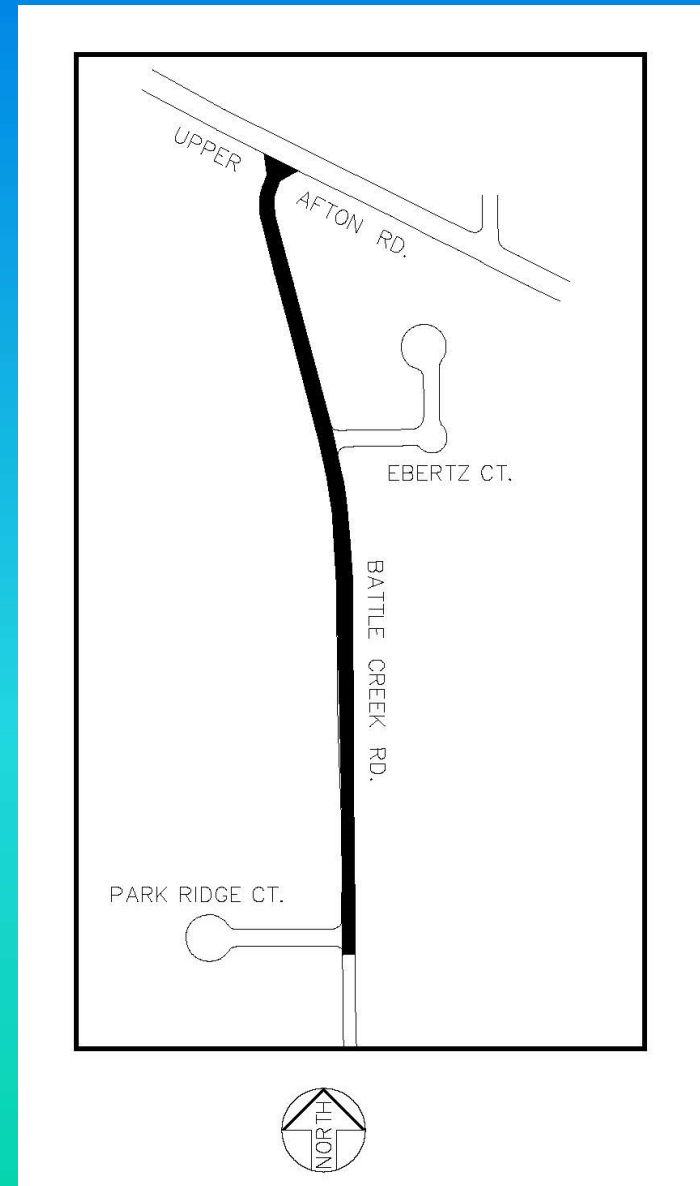 UPPER AFTON RD.
EBERTZ CT.
BATTLE CREEK RD.
PARK RIDGE CT.
NORTH